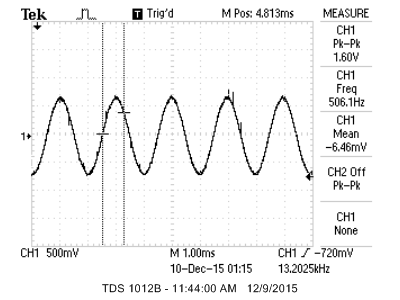 Tek T Trig'd M Pos: 4.813ms MEASURE
CH1
Pk-Pk
1.60V
CH1
Freq
506.1Hz
CH1
Mean
-6.46mV
CH2 Off
Pk-Pk
CH1
None
1
CH1 500mV M 1.00ms CH1 -720mV
10-Dec-15 01:15 13.2025kHz
TDS 1012B - 11:44:00 AM 12/9/2015